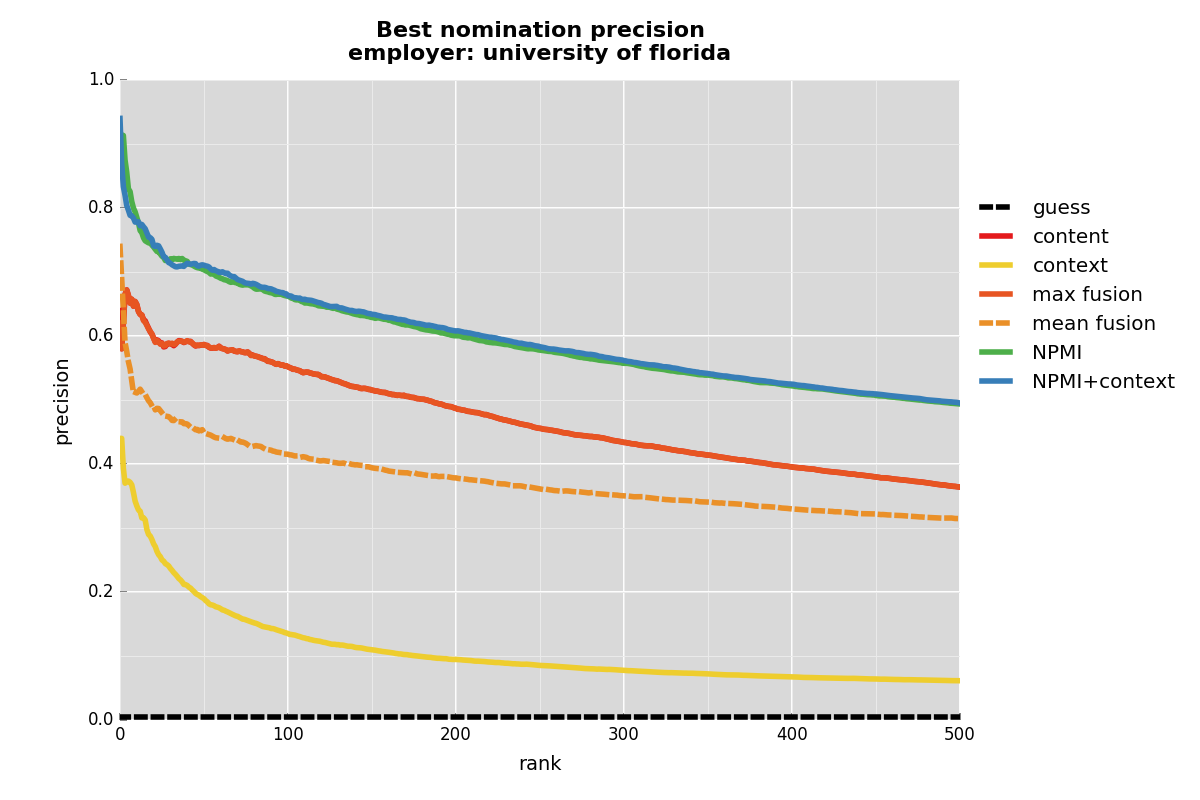 Best nomination precision
employer: university of florida
precision
1.0
0.8
0.6
0.4
0.2
0.0
0
100
200
300
400
500
rank
guess
content
context
max fusion
mean fusion
NPMI
NPMI+context